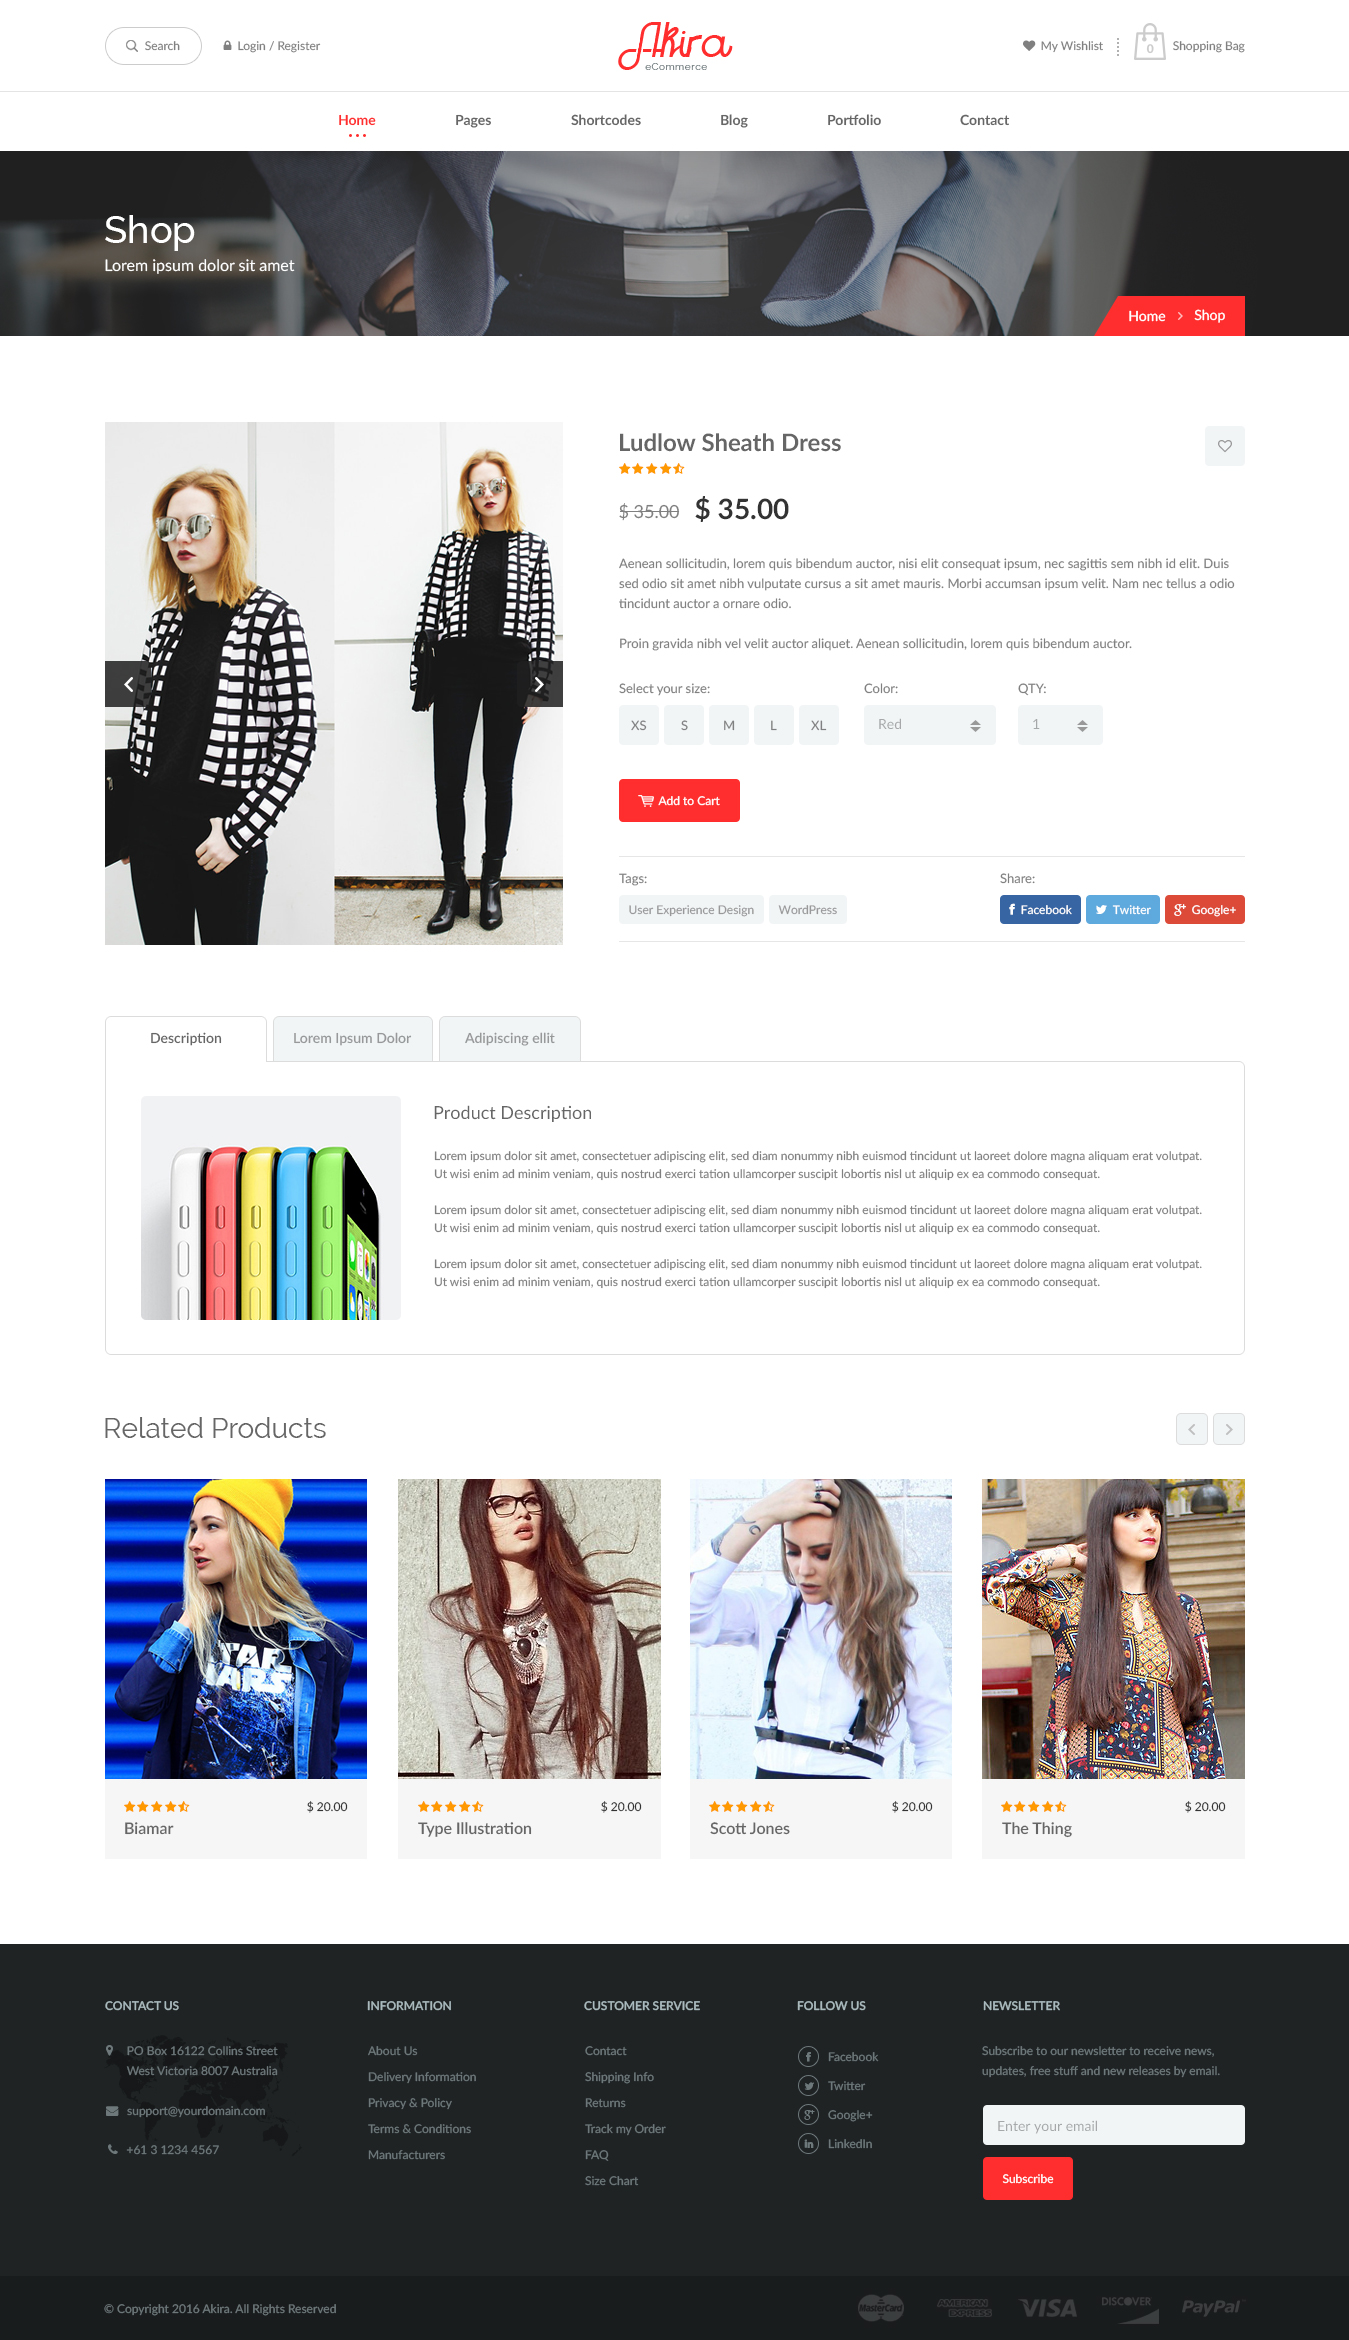 Search
Login / Register
Akira
eCommerce
My Wishlist
0
Shopping Bag
Home
Pages
Shortcodes
Blog
Portfolio
Contact
Shop
Lorem ipsum dolor sit amet
Home
Shop
Ludlow Sheath Dress
$ 35.00 $ 35.00
Aenean sollicitudin, lorem quis bibendum auctor, nisi elit consequat ipsum, nec sagittis sem nibh id elit. Duis
sed odio sit amet nibh vulputate cursus a sit amet mauris. Morbi accumsan ipsum velit. Nam nec tellus a odio
tincidunt auctor a ornare odio.
Proin gravida nibh vel velit auctor aliquet. Aenean sollicitudin, lorem quis bibendum auctor.
Select your size:
XS
S
M
L
XL
Color:
Red
QTY:
1
Add to Cart
Tags:
User Experience Design
WordPress
Share:
Facebook
Twitter
Google+
Description
Lorem Ipsum Dolor
Adipiscing ellit
Product Description
Lorem ipsum dolor sit amet, consectetuer adipiscing elit, sed diam nonummy nibh euismod tincidunt ut laoreet dolore magna aliquam erat volutpat.
Ut wisi enim ad minim veniam, quis nostrud exerci tation ullamcorper suscipit lobortis nisl ut aliquip ex ea commodo consequat.
Lorem ipsum dolor sit amet, consectetuer adipiscing elit, sed diam nonummy nibh euismod tincidunt ut laoreet dolore magna aliquam erat volutpat.
Ut wisi enim ad minim veniam, quis nostrud exerci tation ullamcorper suscipit lobortis nisl ut aliquip ex ea commodo consequat.
Lorem ipsum dolor sit amet, consectetuer adipiscing elit, sed diam nonummy nibh euismod tincidunt ut laoreet dolore magna aliquam erat volutpat.
Ut wisi enim ad minim veniam, quis nostrud exerci tation ullamcorper suscipit lobortis nisl ut aliquip ex ea commodo consequat.
Related Products
STAR
WARS
$ 20.00
Biamar
$ 20.00
Type Illustration
$ 20.00
Scott Jones
$ 20.00
The Thing
CONTACT US
PO Box 16122 Collins Street
West Victoria 8007 Australia
support@yourdomain.com
+61 3 1234 4567
INFORMATION
About Us
Delivery Information
Privacy & Policy
Terms & Conditions
Manufacturers
CUSTOMER SERVICE
Contact
Shipping Info
Returns
Track my Order
FAQ
Size Chart
FOLLOW US
Facebook
Twitter
Google+
LinkedIn
NEWSLETTER
Subscribe to our newsletter to receive news,
updates, free stuff and new releases by email.
Enter your email
Subscribe
© Copyright 2016 Akira. All Rights Reserved
MasterCard
AMERICAN
EXPRESS
VISA
DISCOVER
PayPal